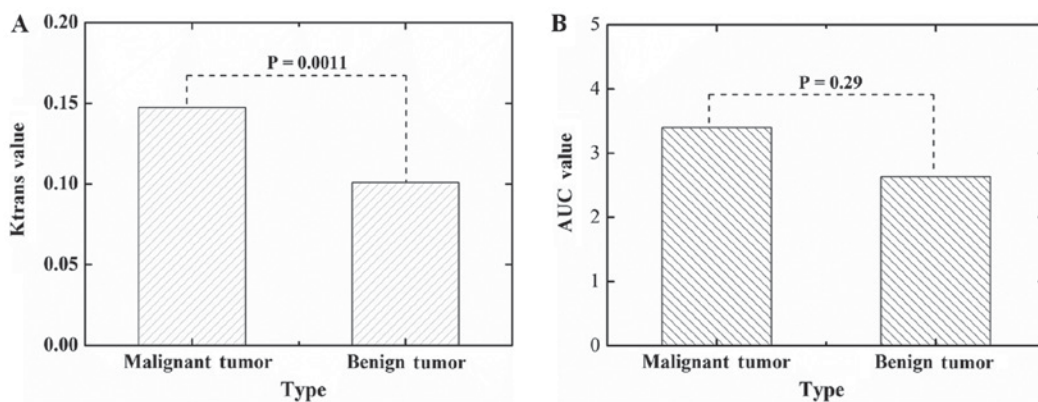 A
0.20
0.15
0.10
0.05
0.00
Ktrans value
P = 0.0011
Malignant tumor Benign tumor
Type
B
5
4
3
2
1
0
AUC value
P = 0.29
Malignant tumor Benign tumor
Type